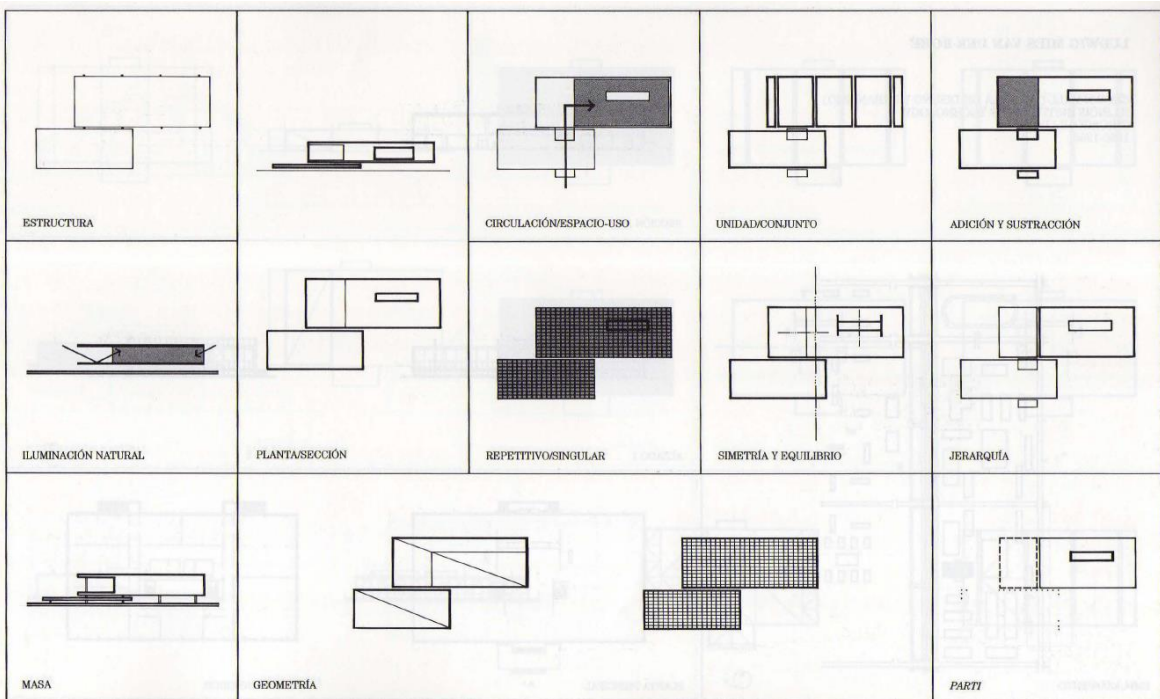 ESTRUCTURA
CIRCULACIÓN/ESPACIO-USO
UNIDAD/CONJUNTO
ADICIÓN Y SUSTRACCIÓN
ILUMINACIÓN NATURAL
PLANTA/SECCIÓN
REPETITIVO/SINGULAR
SIMETRÍA Y EQUILIBRIO
JERARQUÍA
MASA
GEOMETRÍA
PARTI